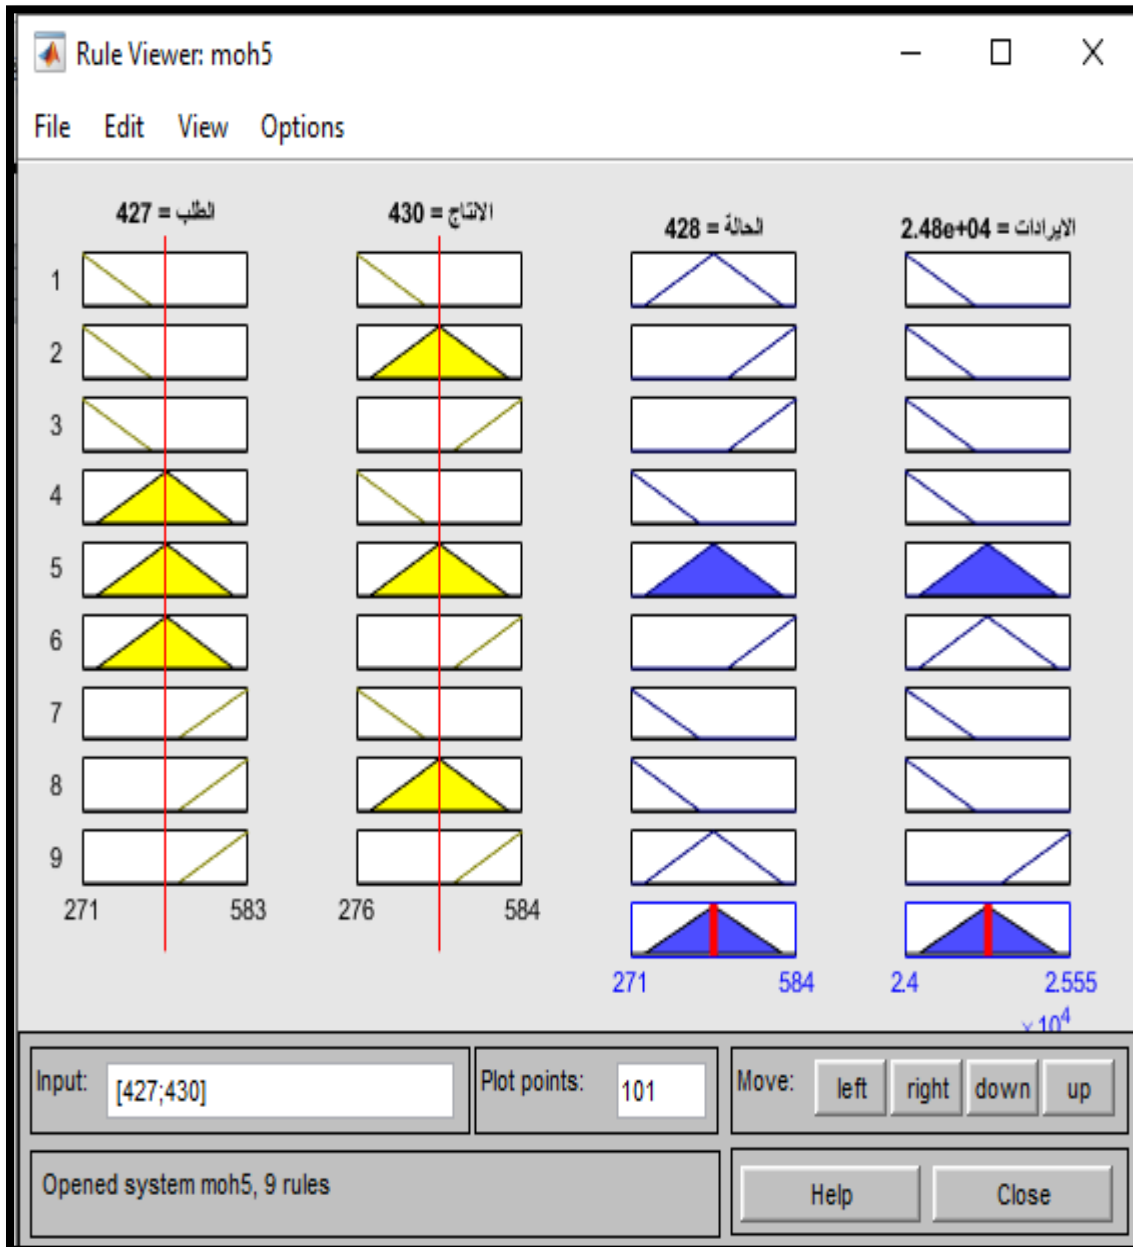 Rule Viewer: moh5
File Edit View Options
الطلب = 427
الانتاج = 430
الحالة = 428
الايرادات = 2.48e+04
1
2
3
4
5
6
7
8
9
271 583 276 584
271 584 2.4 2.555
× 10^4
Input: [427;430] Plot points: 101 Move: left right down up
Opened system moh5, 9 rules Help Close